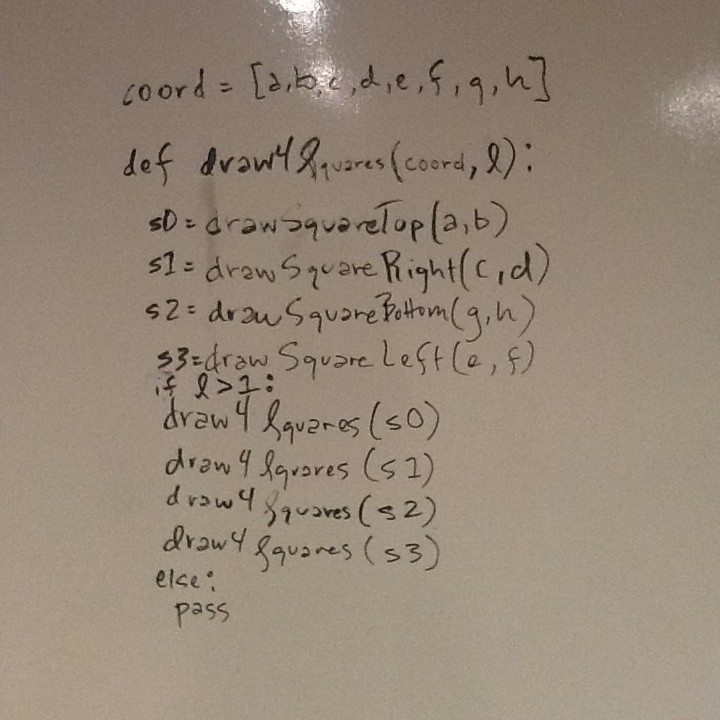 coord = [a,b,c,d,e,f,g,h]
def draw4Squares(coord, l):
s0 = drawSquareTop(a,b)
s1 = drawSquareRight(c,d)
s2 = drawSquareBottom(g,h)
s3 = drawSquareLeft(e,f)
if l>1:
draw4Squares(s0)
draw4Squares(s1)
draw4Squares(s2)
draw4Squares(s3)
else:
pass